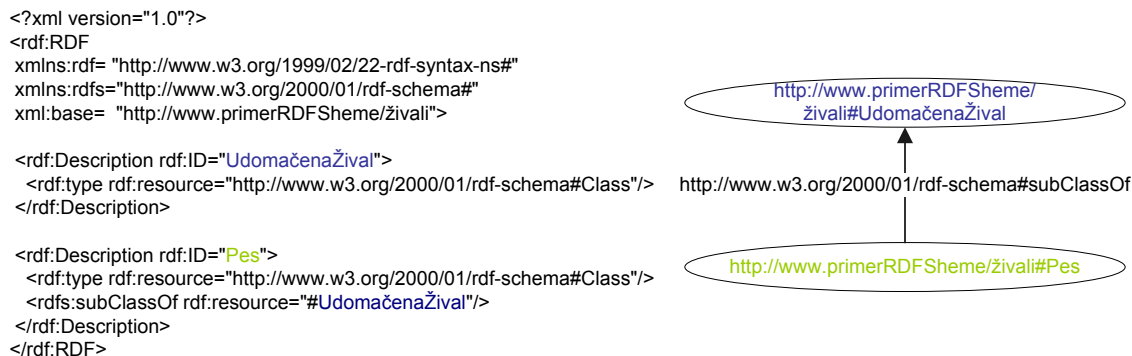 <?xml version="1.0"?>
<rdf:RDF
xmlns:rdf= "http://www.w3.org/1999/02/22-rdf-syntax-ns#"
xmlns:rdfs="http://www.w3.org/2000/01/rdf-schema#"
xml:base= "http://www.primerRDFSheme/živali">
<rdf:Description rdf:ID="UdomačenaŽival">
<rdf:type rdf:resource="http://www.w3.org/2000/01/rdf-schema#Class"/>
</rdf:Description>
<rdf:Description rdf:ID="Pes">
<rdf:type rdf:resource="http://www.w3.org/2000/01/rdf-schema#Class"/>
<rdfs:subClassOf rdf:resource="#UdomačenaŽival"/>
</rdf:Description>
</rdf:RDF>
http://www.primerRDFSheme/
živali#UdomačenaŽival
http://www.w3.org/2000/01/rdf-schema#subClassOf
http://www.primerRDFSheme/živali#Pes